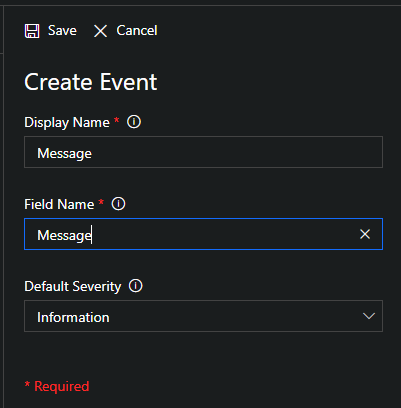 Save Cancel
Create Event
Display Name *
Message
Field Name *
Message
Default Severity
Information
* Required